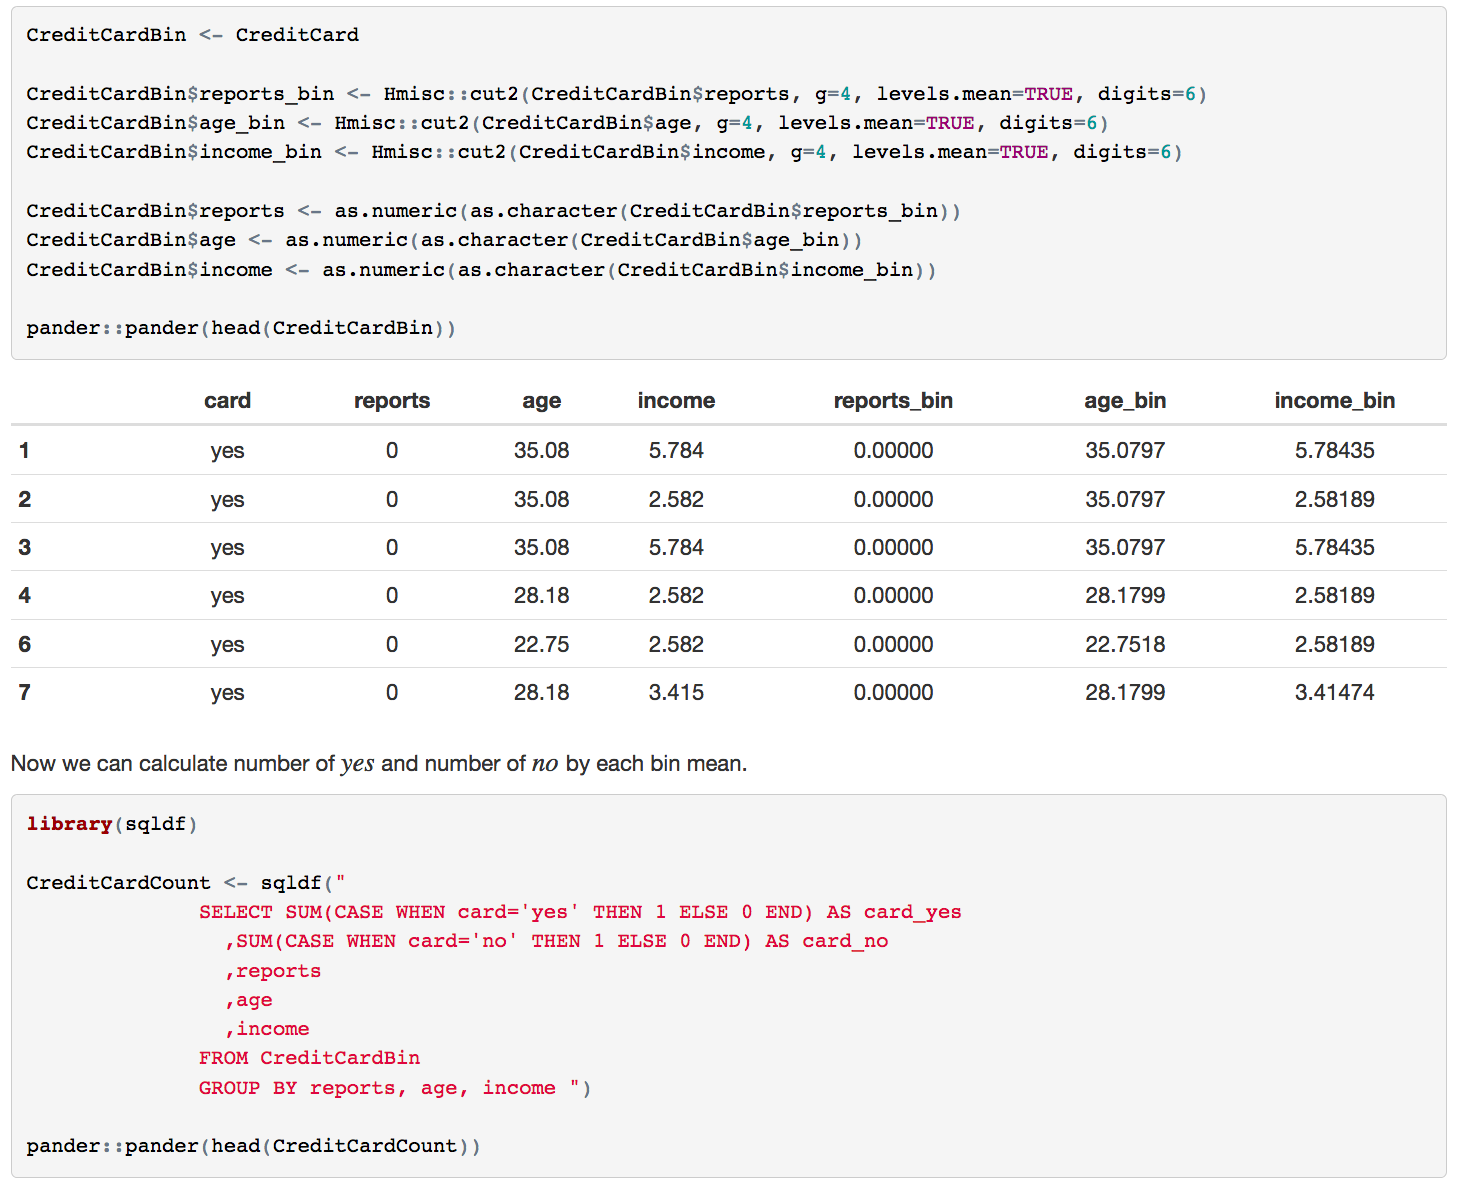 CreditCardBin <- CreditCard
CreditCardBin$reports_bin <- Hmisc::cut2(CreditCardBin$reports, g=4, levels.mean=TRUE, digits=6)
CreditCardBin$age_bin <- Hmisc::cut2(CreditCardBin$age, g=4, levels.mean=TRUE, digits=6)
CreditCardBin$income_bin <- Hmisc::cut2(CreditCardBin$income, g=4, levels.mean=TRUE, digits=6)
CreditCardBin$reports <- as.numeric(as.character(CreditCardBin$reports_bin))
CreditCardBin$age <- as.numeric(as.character(CreditCardBin$age_bin))
CreditCardBin$income <- as.numeric(as.character(CreditCardBin$income_bin))
pander::pander(head(CreditCardBin))
card reports age income reports_bin age_bin income_bin
1 yes 0 35.08 5.784 0.00000 35.0797 5.78435
2 yes 0 35.08 2.582 0.00000 35.0797 2.58189
3 yes 0 35.08 5.784 0.00000 35.0797 5.78435
4 yes 0 28.18 2.582 0.00000 28.1799 2.58189
6 yes 0 22.75 2.582 0.00000 22.7518 2.58189
7 yes 0 28.18 3.415 0.00000 28.1799 3.41474
Now we can calculate number of yes and number of no by each bin mean.
library(sqldf)
CreditCardCount <- sqldf("
SELECT SUM(CASE WHEN card='yes' THEN 1 ELSE 0 END) AS card_yes
,SUM(CASE WHEN card='no' THEN 1 ELSE 0 END) AS card_no
,reports
,age
,income
FROM CreditCardBin
GROUP BY reports, age, income ")
pander::pander(head(CreditCardCount))